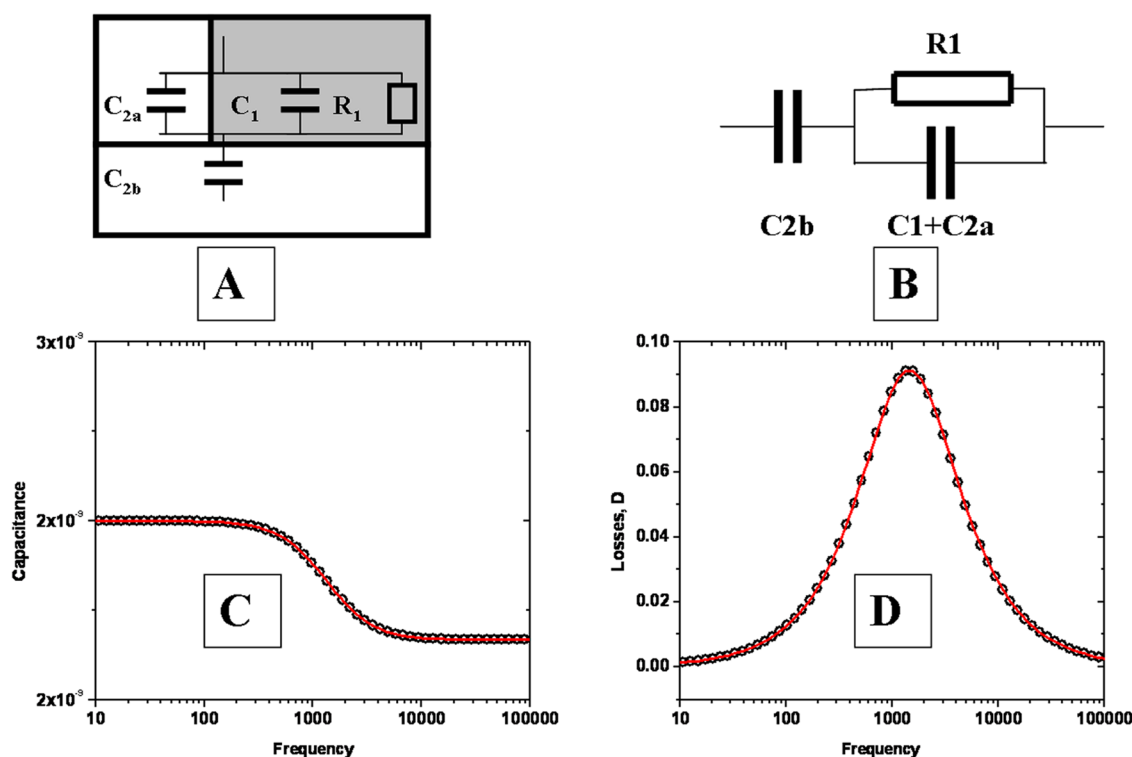 C2a
C1
R1
C2b
A
R1
C2b
C1+C2a
B
3x10-9
2x10-9
2x10-9
Capacitance
C
10
100
1000
10000
100000
Frequency
0.10
0.08
0.06
0.04
0.02
0.00
Losses, D
D
10
100
1000
10000
100000
Frequency